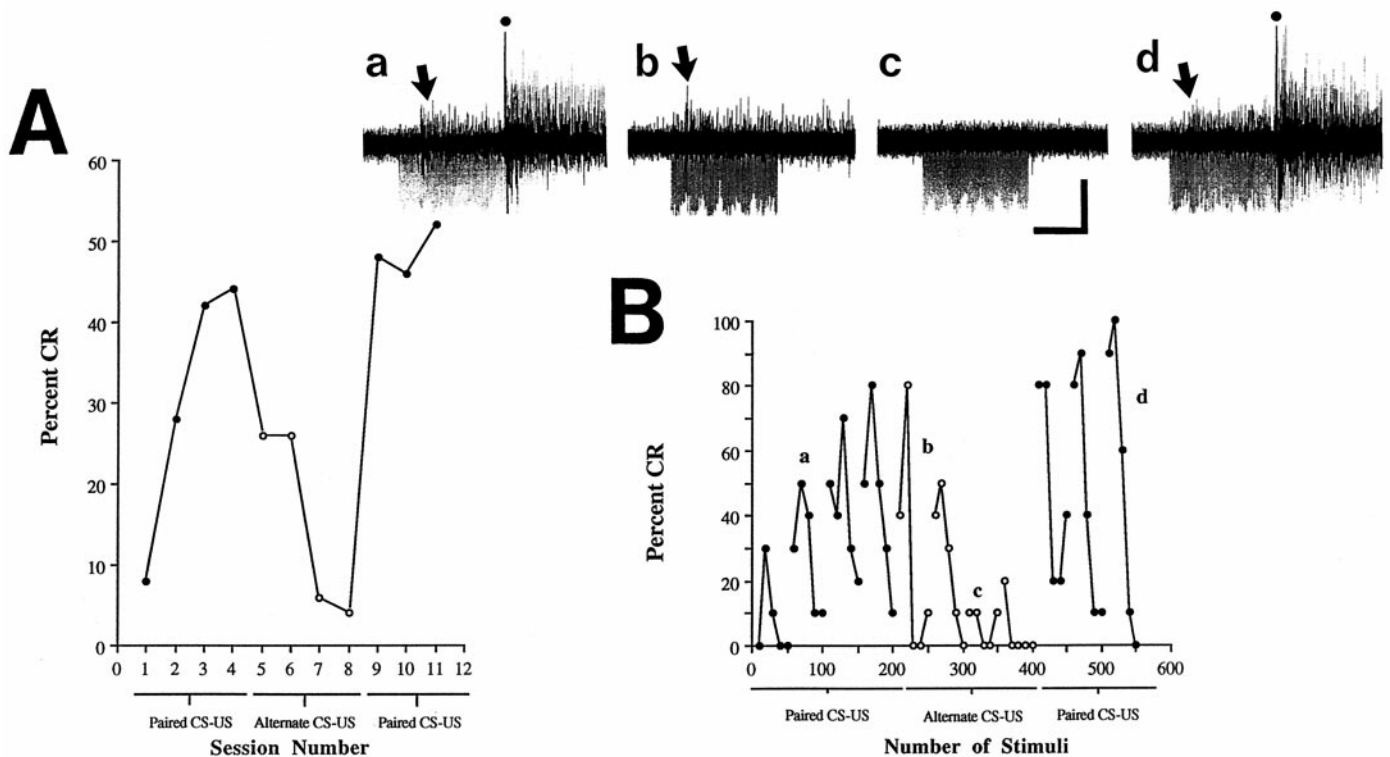 a b c d
A
60
50
40
30
20
10
0
Percent CR
0 1 2 3 4 5 6 7 8 9 10 11 12
Paired CS-US Alternate CS-US Paired CS-US
Session Number
B
100
80
60
40
20
0
Percent CR
a b c d
100 200 300 400 500 600
Paired CS-US Alternate CS-US Paired CS-US
Number of Stimuli